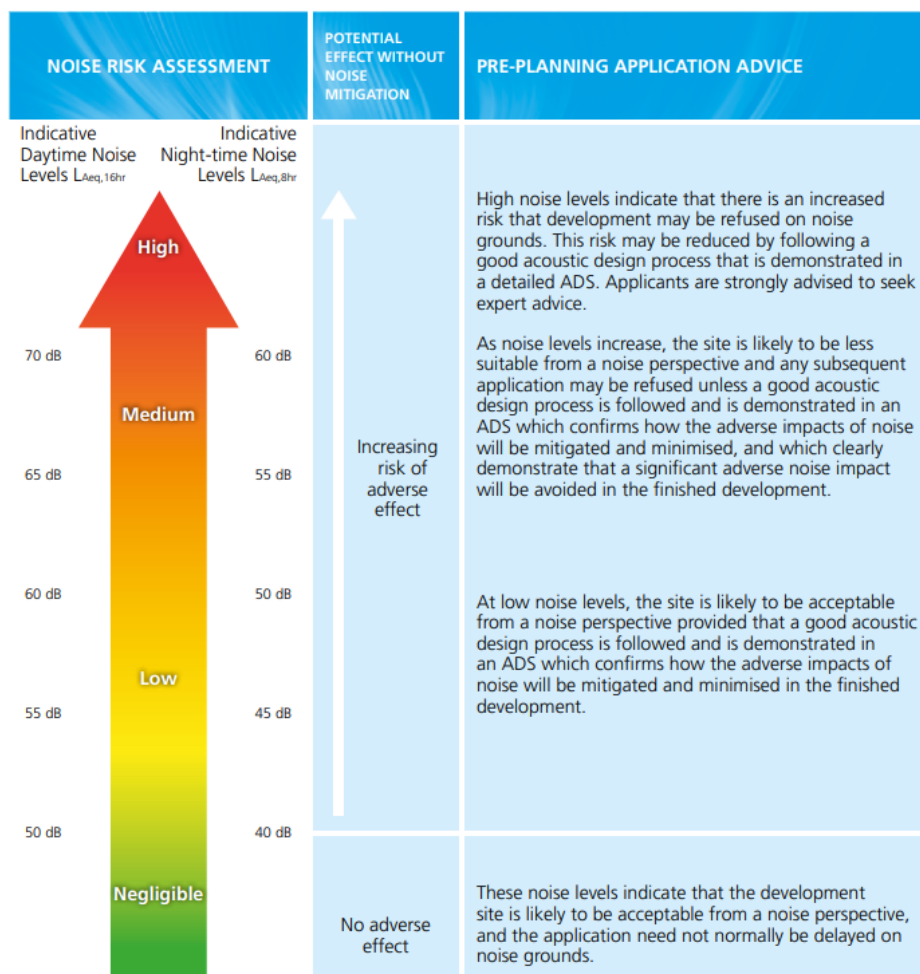 NOISE RISK ASSESSMENT
POTENTIAL
EFFECT WITHOUT
NOISE
MITIGATION
PRE-PLANNING APPLICATION ADVICE
Indicative
Daytime Noise
Levels LAeq,16hr
Indicative
Night-time Noise
Levels LAeq,8hr
High
70 dB
60 dB
Medium
65 dB
55 dB
60 dB
50 dB
Low
55 dB
45 dB
50 dB
40 dB
Negligible
Increasing
risk of
adverse
effect
No adverse
effect
High noise levels indicate that there is an increased
risk that development may be refused on noise
grounds. This risk may be reduced by following a
good acoustic design process that is demonstrated in
a detailed ADS. Applicants are strongly advised to seek
expert advice.
As noise levels increase, the site is likely to be less
suitable from a noise perspective and any subsequent
application may be refused unless a good acoustic
design process is followed and is demonstrated in an
ADS which confirms how the adverse impacts of noise
will be mitigated and minimised, and which clearly
demonstrate that a significant adverse noise impact
will be avoided in the finished development.
At low noise levels, the site is likely to be acceptable
from a noise perspective provided that a good acoustic
design process is followed and is demonstrated in
an ADS which confirms how the adverse impacts of
noise will be mitigated and minimised in the finished
development.
These noise levels indicate that the development
site is likely to be acceptable from a noise perspective,
and the application need not normally be delayed on
noise grounds.